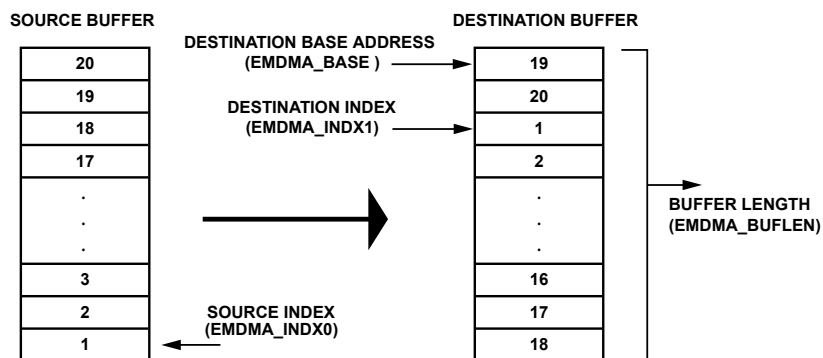 SOURCE BUFFER
20
19
18
17
.
.
.
3
2
1
SOURCE INDEX
(EMDMA_INDX0)
DESTINATION BASE ADDRESS
(EMDMA_BASE )
DESTINATION INDEX
(EMDMA_INDX1)
DESTINATION BUFFER
19
20
1
2
.
.
.
16
17
18
BUFFER LENGTH
(EMDMA_BUFLEN)